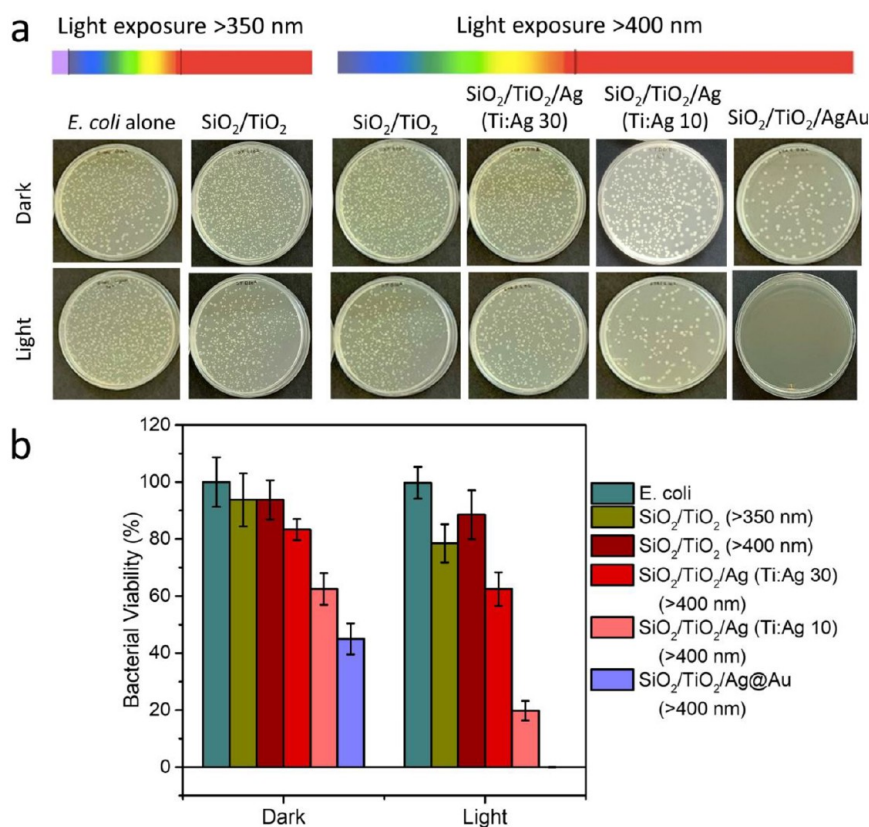 a
Light exposure >350 nm
Light exposure >400 nm
E. coli alone
SiO₂/TiO₂
SiO₂/TiO₂
SiO₂/TiO₂/Ag
(Ti:Ag 30)
SiO₂/TiO₂/Ag
(Ti:Ag 10)
SiO₂/TiO₂/AgAu
Dark
Light
b
Bacterial Viability (%)
120
100
80
60
40
20
0
Dark
Light
E. coli
SiO₂/TiO₂ (>350 nm)
SiO₂/TiO₂ (>400 nm)
SiO₂/TiO₂/Ag (Ti:Ag 30)
(>400 nm)
SiO₂/TiO₂/Ag (Ti:Ag 10)
(>400 nm)
SiO₂/TiO₂/Ag@Au
(>400 nm)